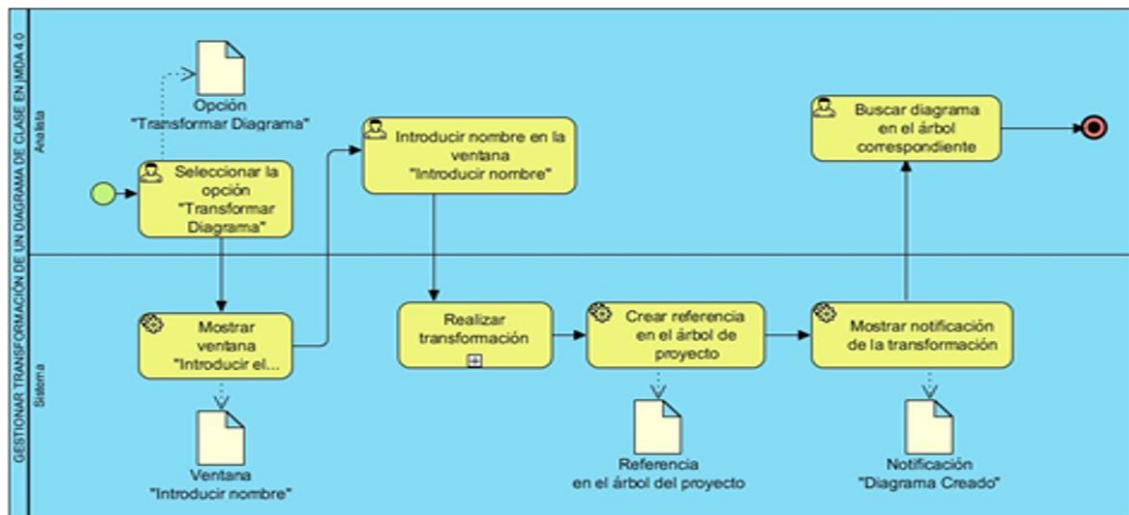 GESTIONAR TRANSFORMACIÓN DE UN DIAGRAMA DE CLASE EN jMDA 4.0
Analista
Opción
"Transformar Diagrama"
Seleccionar la
opción
"Transformar
Diagrama"
Introducir nombre en la
ventana
"Introducir nombre"
Buscar diagrama
en el árbol
correspondiente
Sistema
Mostrar
ventana
"Introducir el...
Realizar
transformación
Crear referencia
en el árbol de
proyecto
Mostrar notificación
de la transformación
Ventana
"Introducir nombre"
Referencia
en el árbol del proyecto
Notificación
"Diagrama Creado"